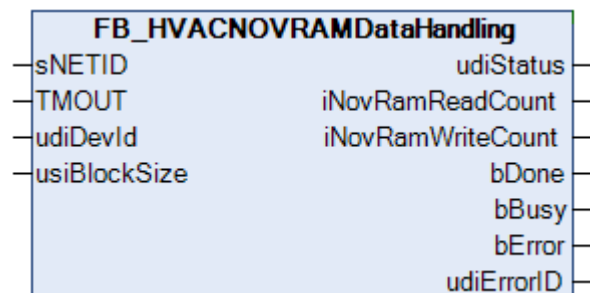 FB_HVACNOVRAMDataHandling
sNETID udiStatus
TMOUT iNovRamReadCount
udiDevId iNovRamWriteCount
usiBlockSize bDone
bBusy
bError
udiErrorID